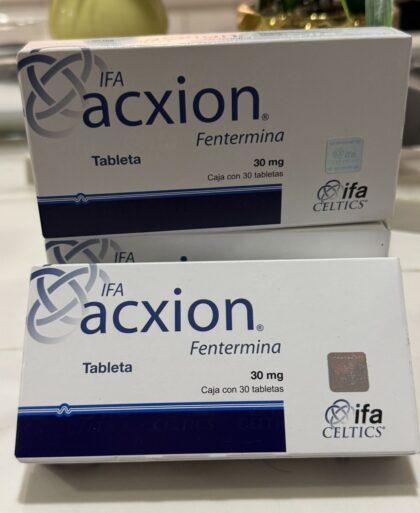 IFA
acxion®
Fentermina
Tableta
30 mg
Caja con 30 tabletas
ifa
ifa
CELTICS®
IFA
IFA
acxion®
Fentermina
Tableta
30 mg
Caja con 30 tabletas
ifa
CELTICS®